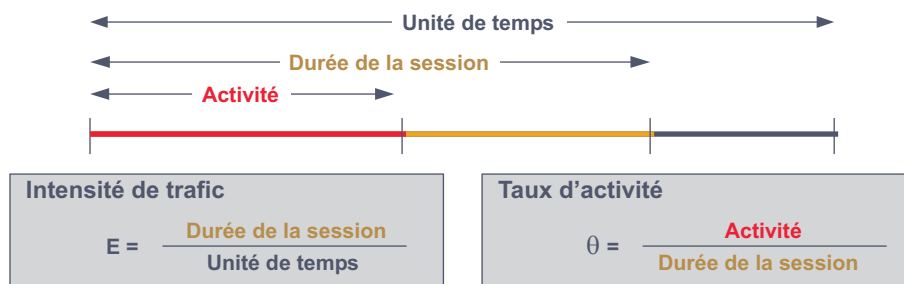 Unité de temps
Durée de la session
Activité
Intensité de trafic
E = Durée de la session
Unité de temps
Taux d’activité
θ = Activité
Durée de la session